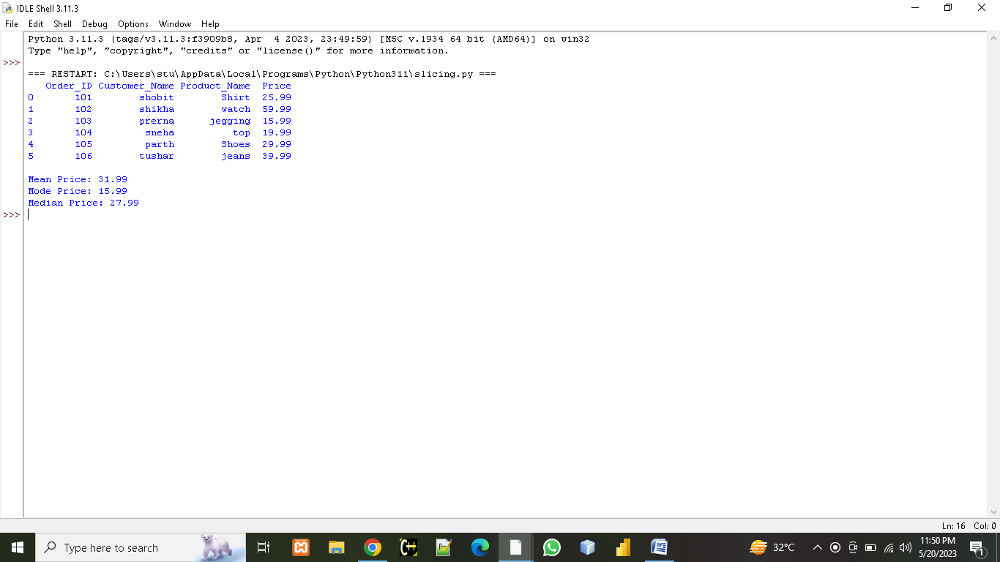 IDLE Shell 3.11.3
File Edit Shell Debug Options Window Help
Python 3.11.3 (tags/v3.11.3:f3909b8, Apr  4 2023, 23:49:59) [MSC v.1934 64 bit (AMD64)] on win32
Type "help", "copyright", "credits" or "license()" for more information.
>>>
=== RESTART: C:\Users\stu\AppData\Local\Programs\Python\Python311\slicing.py ===
   Order_ID Customer_Name Product_Name  Price
0       101        shobit        Shirt  25.99
1       102        shikha        watch  59.99
2       103        prerna      jegging  15.99
3       104         sneha          top  19.99
4       105         parth        Shoes  29.99
5       106        tushar        jeans  39.99
Mean Price: 31.99
Mode Price: 15.99
Median Price: 27.99
>>>
Ln: 16 Col: 0
Type here to search
C++
W
32°C
11:50 PM
5/20/2023
1